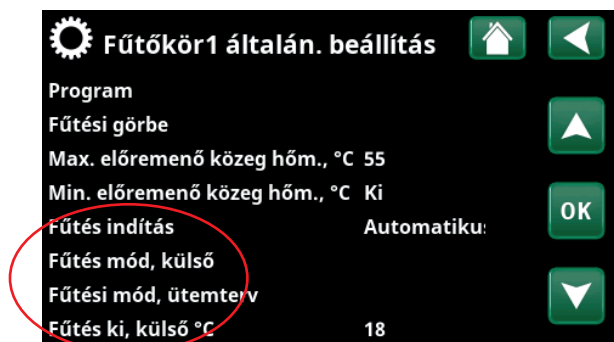 Fűtőkör1 általán. beállítás
Program
Fűtési görbe
Max. előremenő közeg hőm., °C 55
Min. előremenő közeg hőm., °C Ki
Fűtés indítás Automatiku
OK
Fűtés mód, külső
Fűtési mód, ütemterv
Fűtés ki, külső °C 18